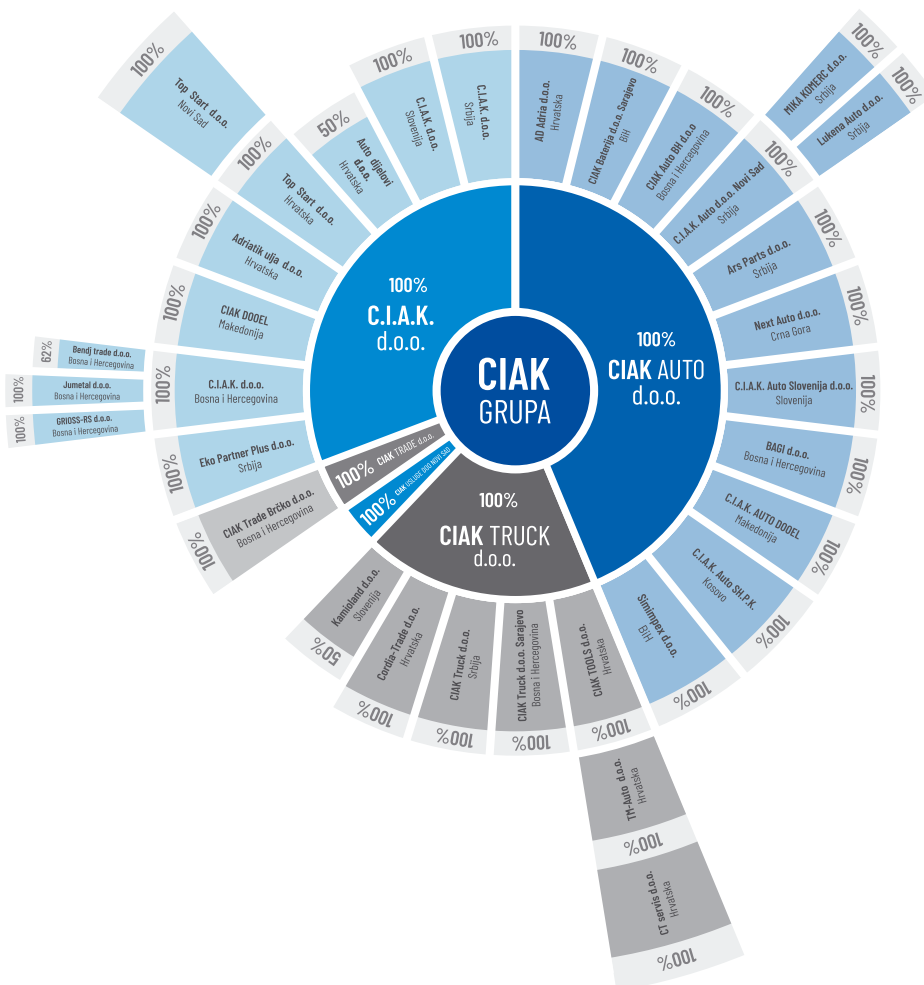 CIAK
GRUPA
100%
CIAK AUTO
d.o.o.
100%
AD Adria d.o.o.
Hrvatska
100%
CIAK Baterija d.o.o. Sarajevo
BiH
100%
CIAK Auto BH d.o.o
Bosna i Hercegovina
100%
C.I.A.K. Auto d.o.o. Novi Sad
Srbija
100%
MIKA KOMERC d.o.o.
Srbija
100%
Lukena Auto d.o.o.
Srbija
100%
Ars Parts d.o.o.
Srbija
100%
Next Auto d.o.o.
Crna Gora
100%
C.I.A.K. Auto Slovenija d.o.o.
Slovenija
100%
BAGI d.o.o.
Bosna i Hercegovina
100%
C.I.A.K. AUTO DOOEL
Makedonija
100%
C.I.A.K. Auto SH.P.K.
Kosovo
100%
Simimpex d.o.o.
BiH
100%
100%
CIAK TRUCK
d.o.o.
CIAK TOOLS d.o.o.
Hrvatska
100%
TM-Auto d.o.o.
Hrvatska
100%
CT servis d.o.o.
Hrvatska
100%
CIAK Truck d.o.o. Sarajevo
Bosna i Hercegovina
100%
CIAK Truck d.o.o.
Srbija
100%
Cordia-Trade d.o.o.
Hrvatska
100%
Kamioland d.o.o.
Slovenija
50%
100% CIAK USLUGE DOO NOVI SAD
100% CIAK TRADE d.o.o.
CIAK Trade Brčko d.o.o.
Bosna i Hercegovina
100%
100%
C.I.A.K.
d.o.o.
Eko Partner Plus d.o.o.
Srbija
100%
C.I.A.K. d.o.o.
Bosna i Hercegovina
100%
GRIOSS-RS d.o.o.
Bosna i Hercegovina
100%
Jumetal d.o.o.
Bosna i Hercegovina
100%
Bendj trade d.o.o.
Bosna i Hercegovina
62%
CIAK DOOEL
Makedonija
100%
Adriatik ulja d.o.o.
Hrvatska
100%
Top Start d.o.o.
Hrvatska
100%
Top Start d.o.o.
Novi Sad
100%
Auto dijelovi
d.o.o.
Hrvatska
50%
C.I.A.K. d.o.o.
Slovenija
100%
C.I.A.K. d.o.o.
Srbija
100%